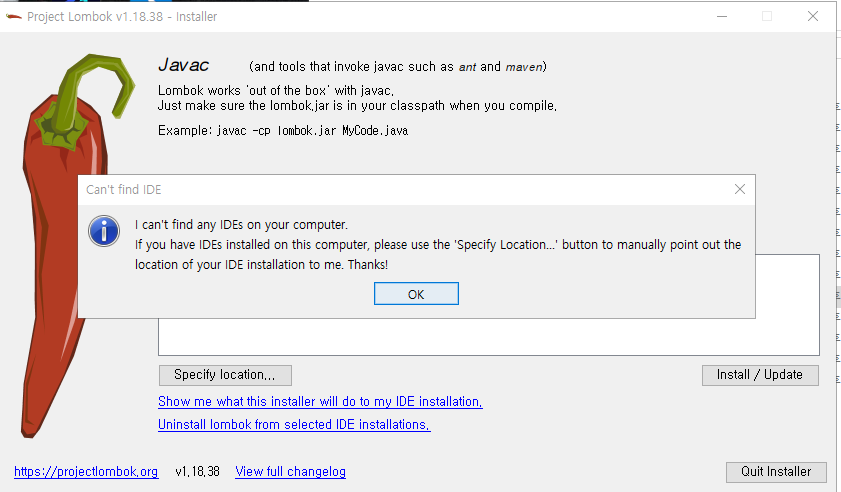 Project Lombok v1.18.38 - Installer
Javac (and tools that invoke javac such as ant and maven)
Lombok works 'out of the box' with javac.
Just make sure the lombok.jar is in your classpath when you compile.
Example: javac -cp lombok.jar MyCode.java
Can't find IDE
I can't find any IDEs on your computer.
If you have IDEs installed on this computer, please use the 'Specify Location...' button to manually point out the
location of your IDE installation to me. Thanks!
OK
Specify location...
Install / Update
Show me what this installer will do to my IDE installation.
Uninstall lombok from selected IDE installations.
https://projectlombok.org v1.18.38 View full changelog
Quit Installer